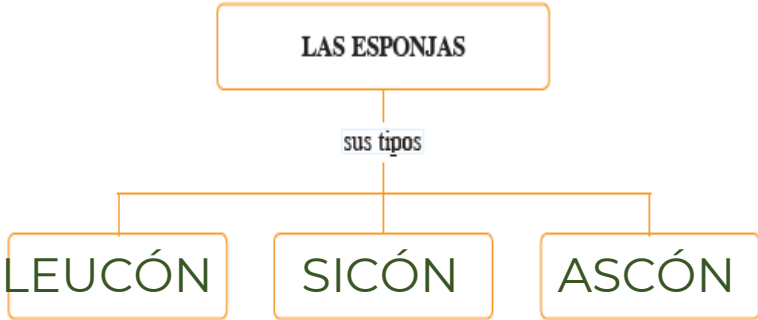 LAS ESPONJAS
sus tipos
LEUCÓN
SICÓN
ASCÓN